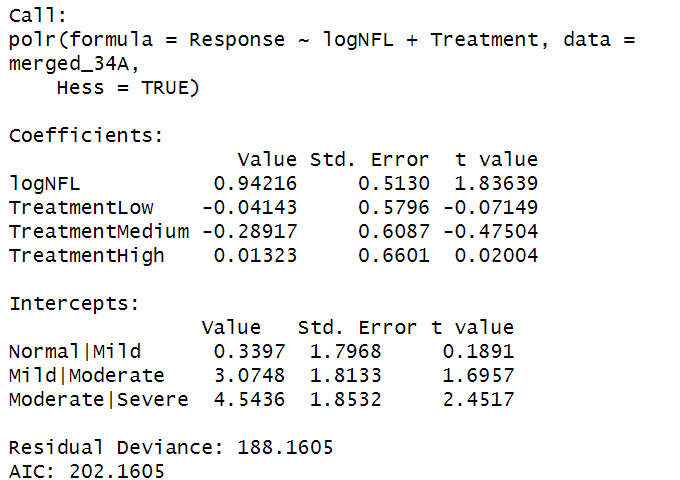 Call:
polr(formula = Response ~ logNFL + Treatment, data =
merged_34A,
    Hess = TRUE)

Coefficients:
                   Value Std. Error  t value
logNFL           0.94216     0.5130  1.83639
TreatmentLow    -0.04143     0.5796 -0.07149
TreatmentMedium -0.28917     0.6087 -0.47504
TreatmentHigh    0.01323     0.6601  0.02004

Intercepts:
                Value   Std. Error t value
Normal|Mild      0.3397  1.7968     0.1891
Mild|Moderate    3.0748  1.8133     1.6957
Moderate|Severe  4.5436  1.8532     2.4517

Residual Deviance: 188.1605
AIC: 202.1605